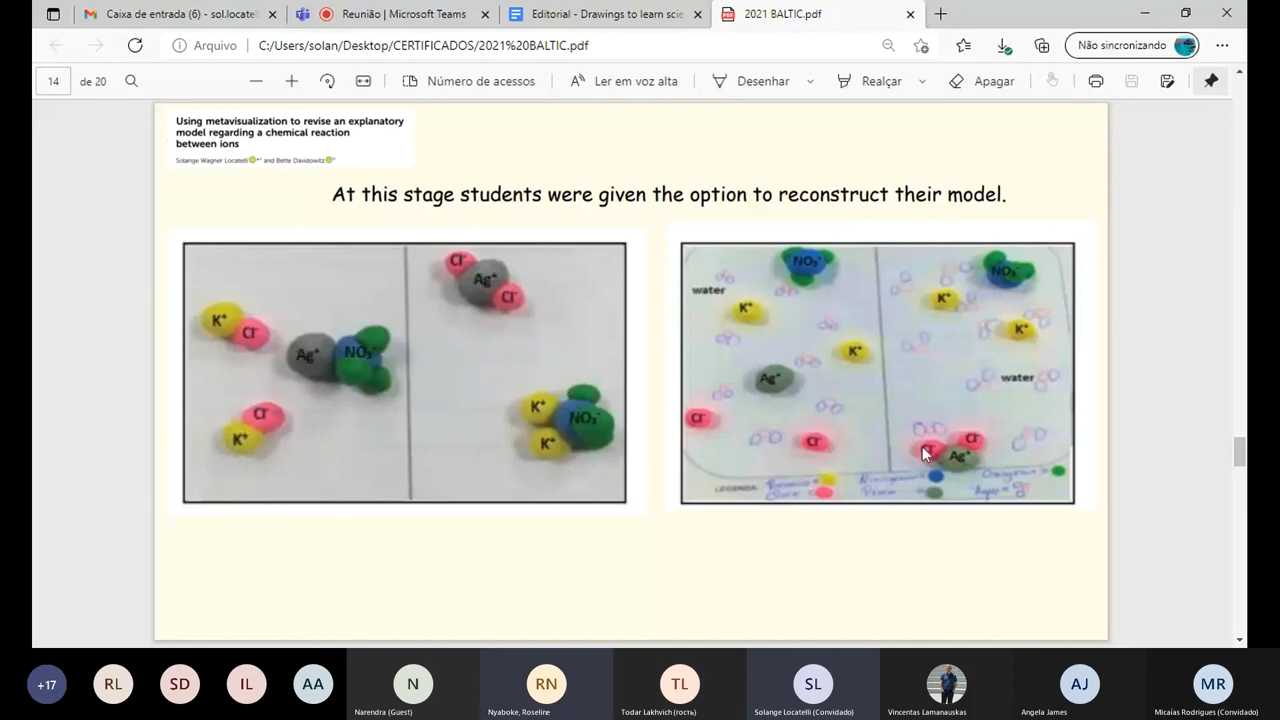 Caixa de entrada (6) - sol.locatel
Reunião | Microsoft Teams
Editorial - Drawings to learn scie
2021 BALTIC.pdf
Arquivo
C:/Users/solan/Desktop/CERTIFICADOS/2021%20BALTIC.pdf
Não sincronizando
14
de 20
Número de acessos
Ler em voz alta
Desenhar
Realçar
Apagar
Using metavisualization to revise an explanatory
model regarding a chemical reaction
between ions
Solange Wagner Locatelli and Bette Davidowitz
At this stage students were given the option to reconstruct their model.
K⁺
Cl⁻
Ag⁺
NO₃⁻
Cl⁻
K⁺
Cl⁻
Ag⁺
Cl⁻
K⁺
K⁺
NO₃⁻
NO₃⁻
water
K⁺
K⁺
Ag⁺
Cl⁻
Cl⁻
NO₃⁻
K⁺
K⁺
water
Cl⁻
Ag⁺
LEGENDA
+17
RL
SD
IL
AA
N
Narendra (Guest)
RN
Nyaboke, Roseline
TL
Todar Lakhvich (гость)
SL
Solange Locatelli (Convidado)
Vincentas Lamanauskas
AJ
Angela James
MR
Micaías Rodrigues (Convidado)